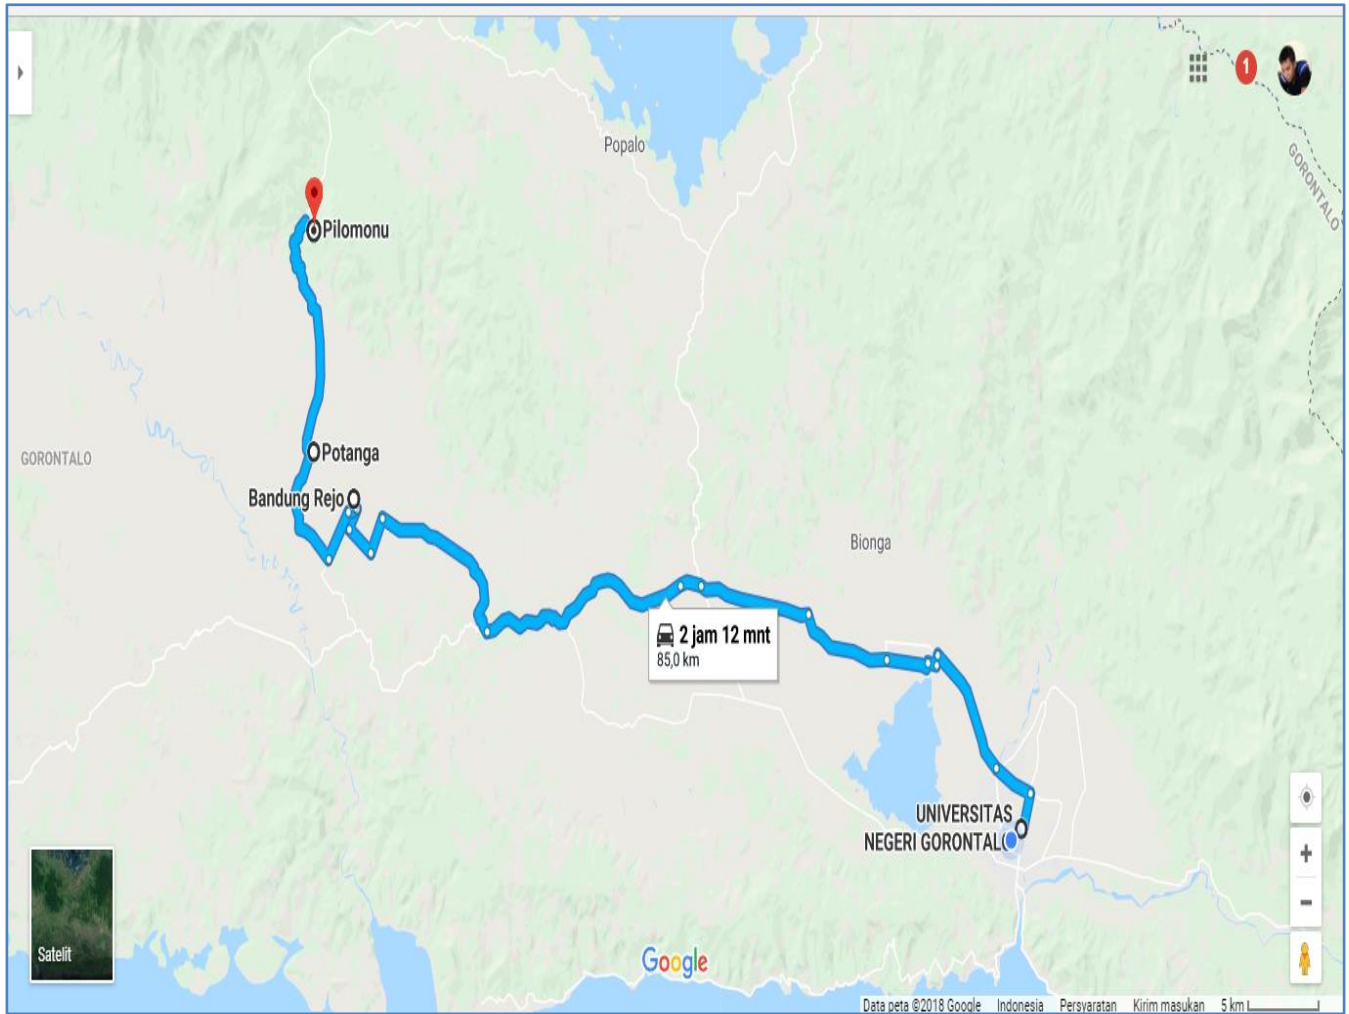 1
GORONTALO
Popalo
Pilomonu
Potanga
GORONTALO
Bandung Rejo
Bionga
2 jam 12 mnt
85,0 km
UNIVERSITAS
NEGERI GORONTALO
Satelit
Google
Data peta ©2018 Google Indonesia Persyaratan Kirim masukan 5 km